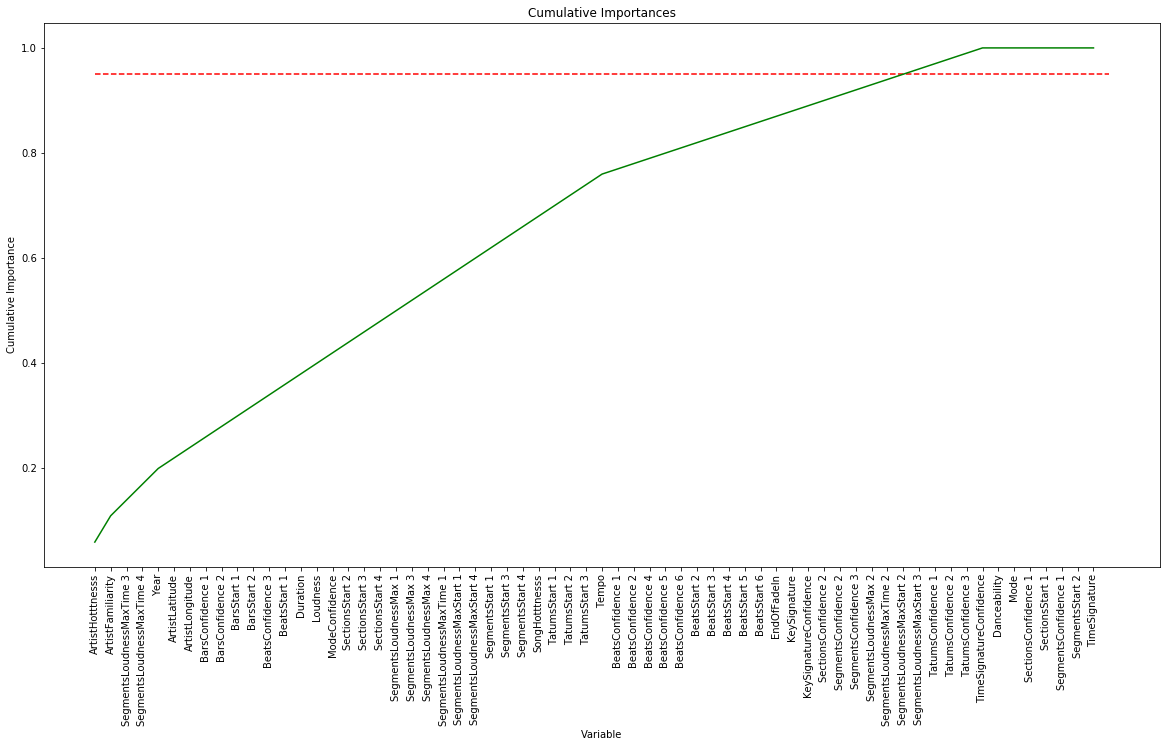 Cumulative Importances
1.0
0.8
0.6
0.4
0.2
Cumulative Importance
ArtistHotttnesss
ArtistFamiliarity
SegmentsLoudnessMaxTime 3
SegmentsLoudnessMaxTime 4
Year
ArtistLatitude
ArtistLongitude
BarsConfidence 1
BarsConfidence 2
BarsStart 1
BarsStart 2
BeatsConfidence 3
BeatsStart 1
Duration
Loudness
ModeConfidence
SectionsStart 2
SectionsStart 3
SectionsStart 4
SegmentsLoudnessMax 1
SegmentsLoudnessMax 3
SegmentsLoudnessMax 4
SegmentsLoudnessMaxTime 1
SegmentsLoudnessMaxStart 1
SegmentsLoudnessMaxStart 4
SegmentsStart 1
SegmentsStart 3
SegmentsStart 4
SongHotttnesss
TatumsStart 1
TatumsStart 2
TatumsStart 3
Tempo
BeatsConfidence 1
BeatsConfidence 2
BeatsConfidence 4
BeatsConfidence 5
BeatsConfidence 6
BeatsStart 2
BeatsStart 3
BeatsStart 4
BeatsStart 5
BeatsStart 6
EndOfFadeIn
KeySignature
KeySignatureConfidence
SectionsConfidence 2
SegmentsConfidence 2
SegmentsConfidence 3
SegmentsLoudnessMax 2
SegmentsLoudnessMaxTime 2
SegmentsLoudnessMaxStart 2
SegmentsLoudnessMaxStart 3
TatumsConfidence 1
TatumsConfidence 2
TatumsConfidence 3
TimeSignatureConfidence
Danceability
Mode
SectionsConfidence 1
SectionsStart 1
SegmentsConfidence 1
SegmentsStart 2
TimeSignature
Variable